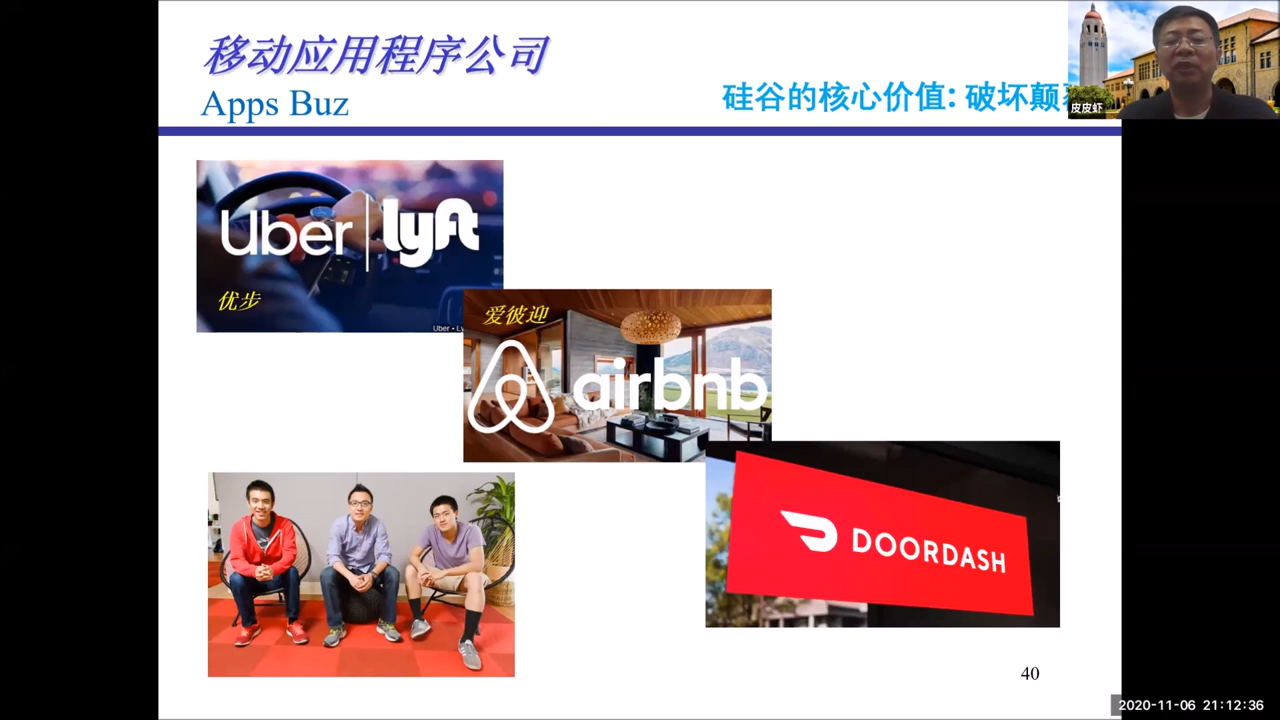 移动应用程序公司
Apps Buz
硅谷的核心价值: 破坏颠
皮皮虾
Uber | lyft
优步
Uber • Ly
爱彼迎
airbnb
DOORDASH
40
2020-11-06 21:12:36